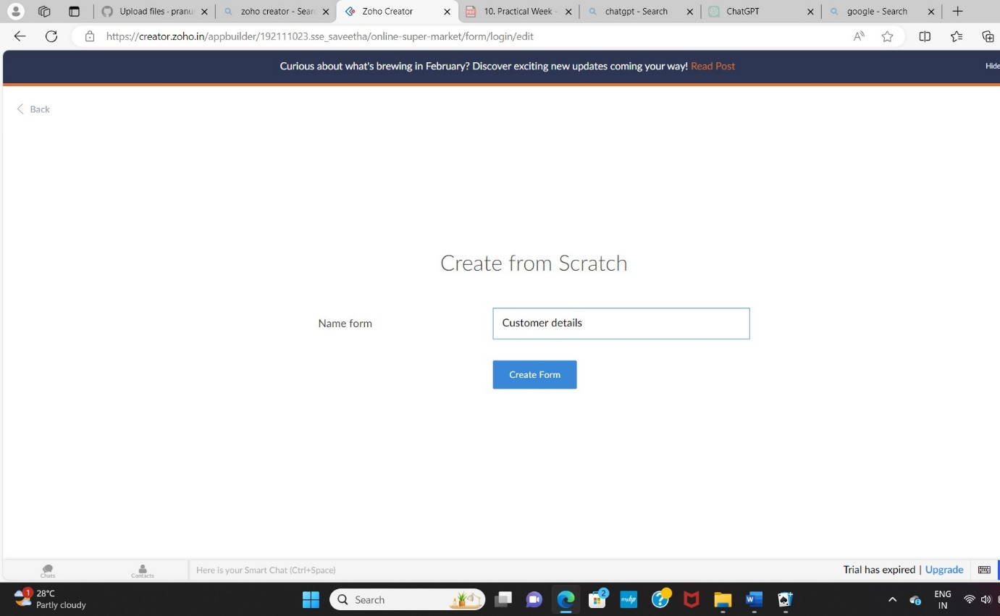 Upload files · pranu
zoho creator - Sear
Zoho Creator
10. Practical Week -
chatgpt - Search
ChatGPT
google - Search
https://creator.zoho.in/appbuilder/192111023.sse_saveetha/online-super-market/form/login/edit
Curious about what's brewing in February? Discover exciting new updates coming your way! Read Post
Hide
Back
Create from Scratch
Name form
Customer details
Create Form
Chats
Contacts
Here is your Smart Chat (Ctrl+Space)
Trial has expired | Upgrade
1
28°C
Partly cloudy
Search
2
myhp
W
ENG
IN